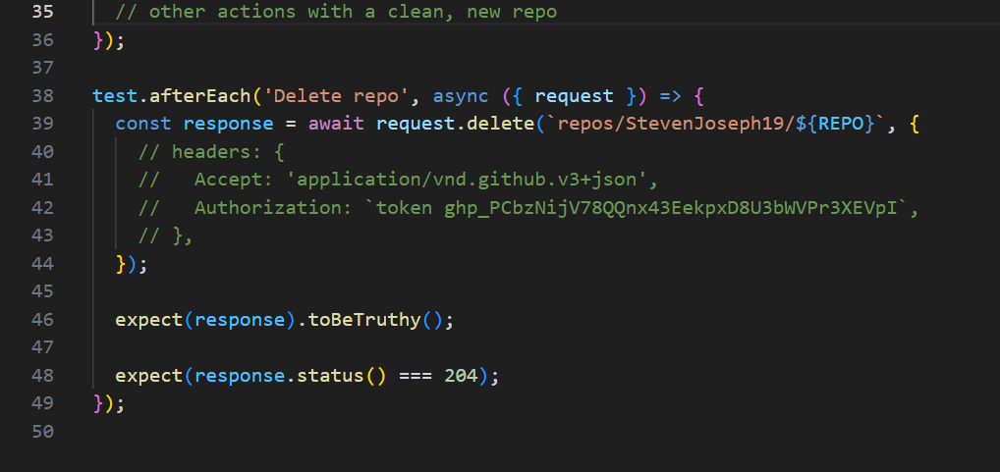 35 // other actions with a clean, new repo
36 });
37
38 test.afterEach('Delete repo', async ({ request }) => {
39 const response = await request.delete(`repos/StevenJoseph19/${REPO}`, {
40 // headers: {
41 //   Accept: 'application/vnd.github.v3+json',
42 //   Authorization: `token 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`,
43 // },
44 });
45
46 expect(response).toBeTruthy();
47
48 expect(response.status() === 204);
49 });
50